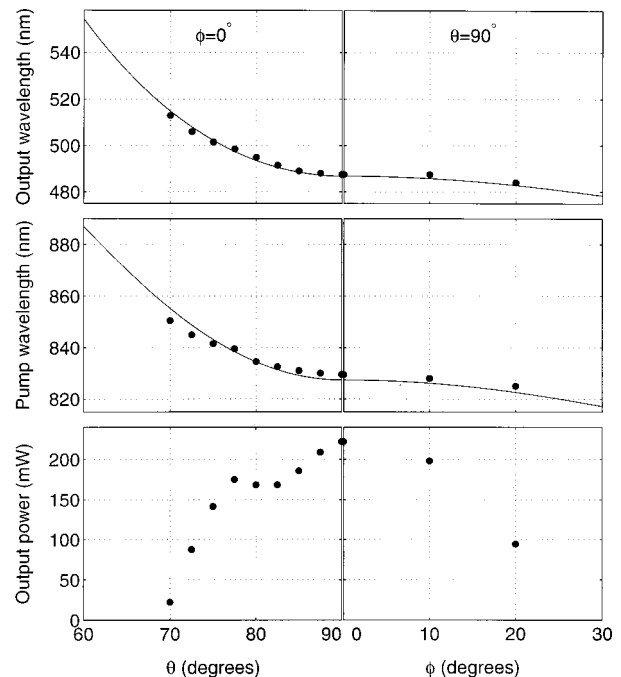 Output wavelength (nm)
540
520
500
480
ϕ=0°
θ=90°
Pump wavelength (nm)
880
860
840
820
Output power (mW)
200
150
100
50
0
60 70 80 90 0 10 20 30
θ (degrees) ϕ (degrees)